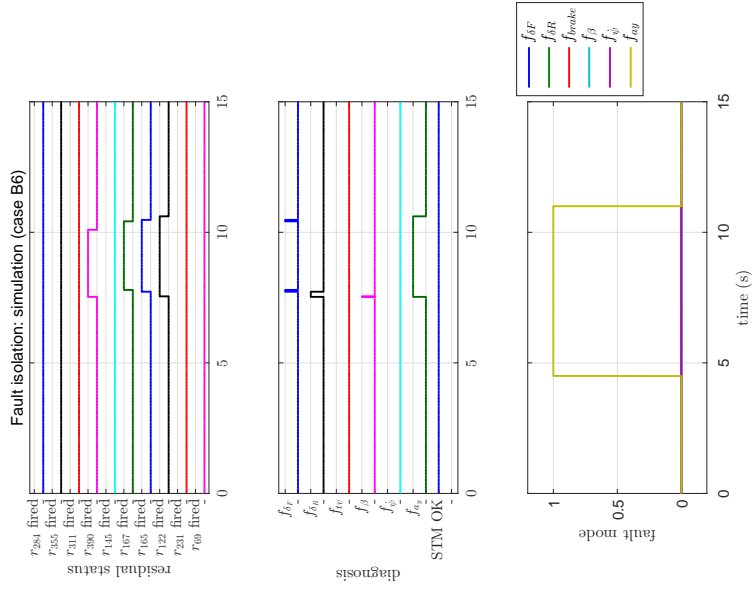 Fault isolation: simulation (case B6)
r284 fired
-
r355 fired
-
r311 fired
-
r390 fired
-
r145 fired
-
r167 fired
-
r165 fired
-
r122 fired
-
r231 fired
-
r69 fired
-
residual status
0 5 10 15
fδF
-
fδR
-
ftv
-
fβ
-
fψ̇
-
fay
-
STM OK
-
diagnosis
0 5 10 15
1
0.5
0
fault mode
0 5 10 15
time (s)
fδF
fδR
fbrake
fβ
fψ̇
fay